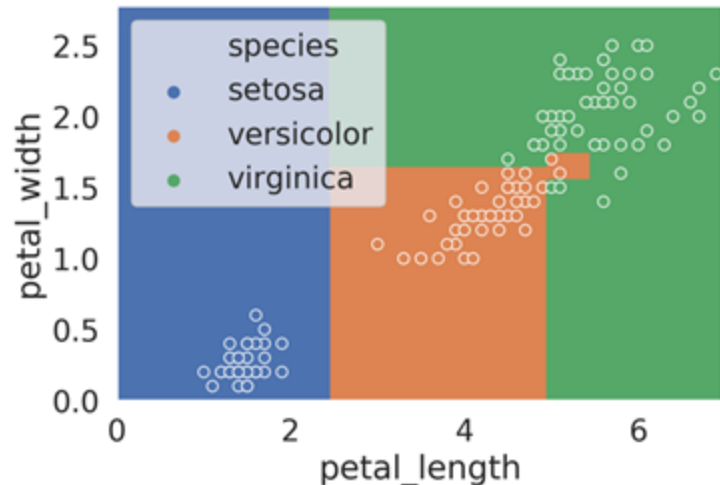 species
setosa
versicolor
virginica
petal_width
2.5
2.0
1.5
1.0
0.5
0.0
0 2 4 6
petal_length